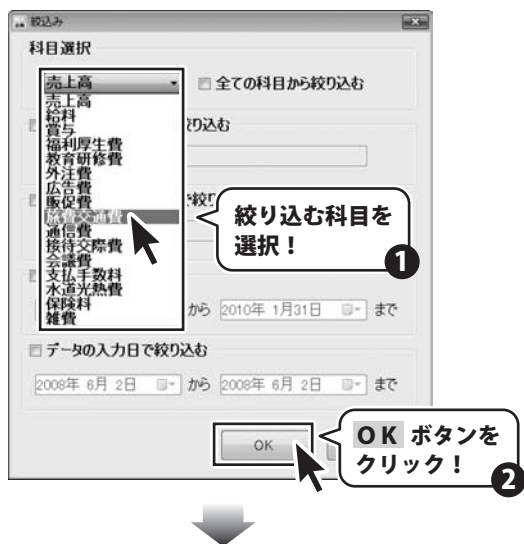 絞込み
科目選択
売上高
全ての科目から絞り込む
売上高
給料
賞与
福利厚生費
教育研修費
外注費
広告費
販促費
旅費交通費
通信費
接待交際費
会議費
支払手数料
水道光熱費
保険料
雑費
り込む
で絞り
絞り込む科目を
選択！
1
から 2010年 1月31日 まで
データの入力日で絞り込む
2008年 6月 2日 から 2008年 6月 2日 まで
OK
OK ボタンを
クリック！
2